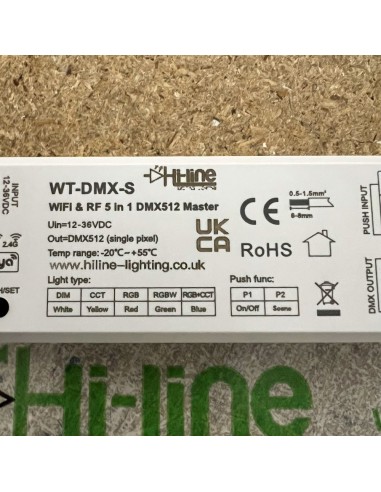 Hi-line
WT-DMX-S
WIFI & RF 5 in 1 DMX512 Master
Uin=12-36VDC
Out=DMX512 (single pixel)
Temp range: -20℃~+55℃
www.hiline-lighting.co.uk
Light type:
DIM CCT RGB RGBW RGB+CCT
White Yellow Red Green Blue
UK
CA
CE
RoHS
0.5-1.5mm²
6-8mm
Push func:
P1 P2
On/Off Scene
INPUT
12-36VDC
2.4G
PUSH INPUT
DMX OUTPUT
Hi-line